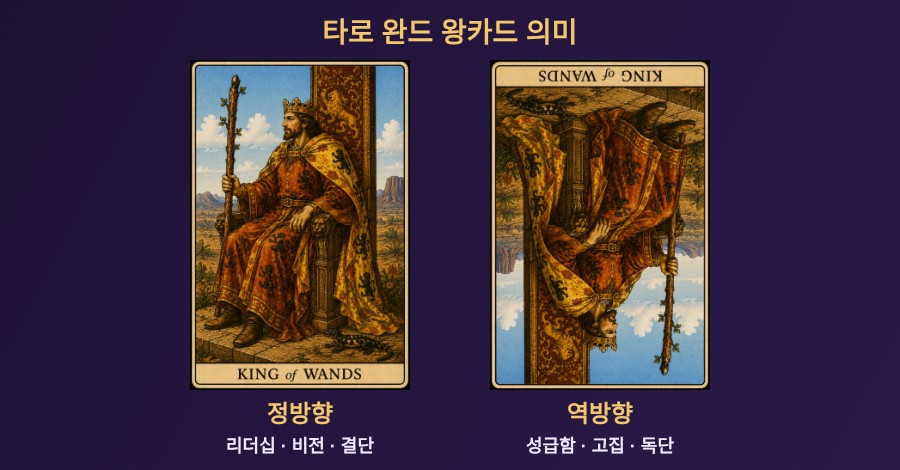 타로 완드 왕카드 의미
KING of WANDS
KING of WANDS
정방향
역방향
리더십 · 비전 · 결단
성급함 · 고집 · 독단